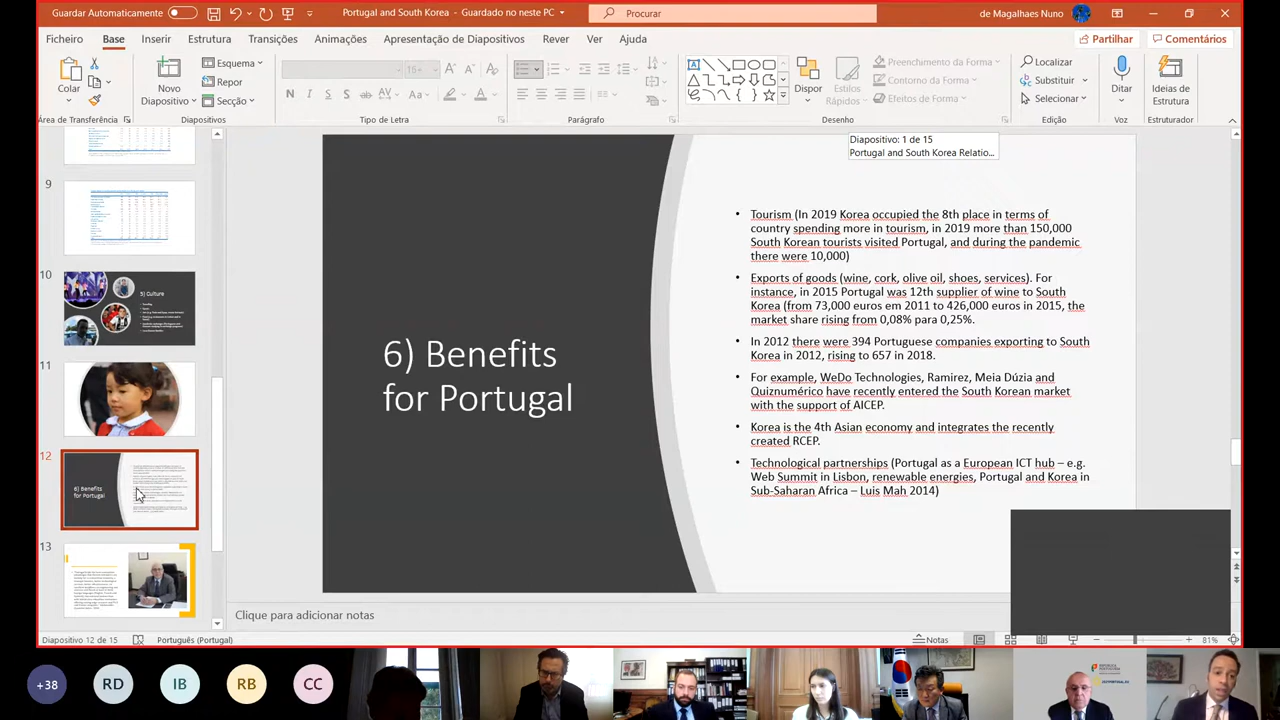 Guardar Automaticamente
Portugal and South Korea - Guardado no neste PC
Procurar
de Magalhaes Nuno
Ficheiro Base Inserir Estrutura Transições Animações Apresentação de Diapositivos Rever Ver Ajuda
Partilhar Comentários
Colar
Novo
Diapositivo
Esquema
Repor
Secção
15
N I S ab AV Aa A
Dispor
Estilos
Rápidos
Preenchimento da Forma
Contorno da Forma
Efeitos de Forma
Localizar
Substituir
Selecionar
Ditar
Ideias de
Estrutura
Área de Transferência Diapositivos Tipo de Letra Parágrafo Desenho Edição Voz Estruturador
Diapositivo: 1 de 15
Portugal and South Korea Relatio...
9
10
5) Culture
11
12
6) Benefits
for Portugal
13
6) Benefits
for Portugal
• Tourism (in 2019 Korea occupied the 8th place in terms of
country spending more in tourism, in 2019 more than 150,000
South Korean tourists visited Portugal, and during the pandemic
there were 10,000)
• Exports of goods (wine, cork, olive oil, shoes, services). For
instance, in 2015 Portugal was 12th supplier of wine to South
Korea (from 73,000 euros em 2011 to 426,000 euros in 2015, the
market share rising from 0,08% para 0,25%.
• In 2012 there were 394 Portuguese companies exporting to South
Korea in 2012, rising to 657 in 2018.
• For example, WeDo Technologies, Ramirez, Meia Dúzia and
Quiznumérico have recently entered the South Korean market
with the support of AICEP.
• Korea is the 4th Asian economy and integrates the recently
created RCEP.
• Technological partnerships (Portugal as a European ICT hub – e.g.
Web Summit in Lisbon, renewable energies, Portugal and Korea in
Sub-Saharan Africa – Luis Mah 2014)
Clique para adicionar notas
Diapositivo 12 de 15 Português (Portugal) Notas 81%
+38 RD IB RB CC